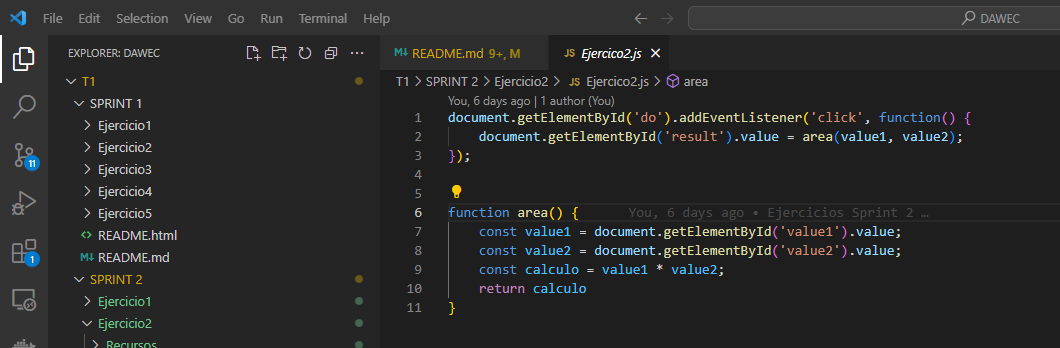 File Edit Selection View Go Run Terminal Help DAWEC
EXPLORER: DAWEC
README.md 9+, M
JS Ejercico2.js
T1 > SPRINT 2 > Ejercicio2 > JS Ejercico2.js > area
You, 6 days ago | 1 author (You)
T1
SPRINT 1
Ejercicio1
Ejercicio2
Ejercicio3
Ejercicio4
Ejercicio5
README.html
README.md
SPRINT 2
Ejercicio1
Ejercicio2
Recursos
11
1
1 document.getElementById('do').addEventListener('click', function() {
2 document.getElementById('result').value = area(value1, value2);
3 });
4
5
6 function area() { You, 6 days ago • Ejercicios Sprint 2 …
7 const value1 = document.getElementById('value1').value;
8 const value2 = document.getElementById('value2').value;
9 const calculo = value1 * value2;
10 return calculo
11 }